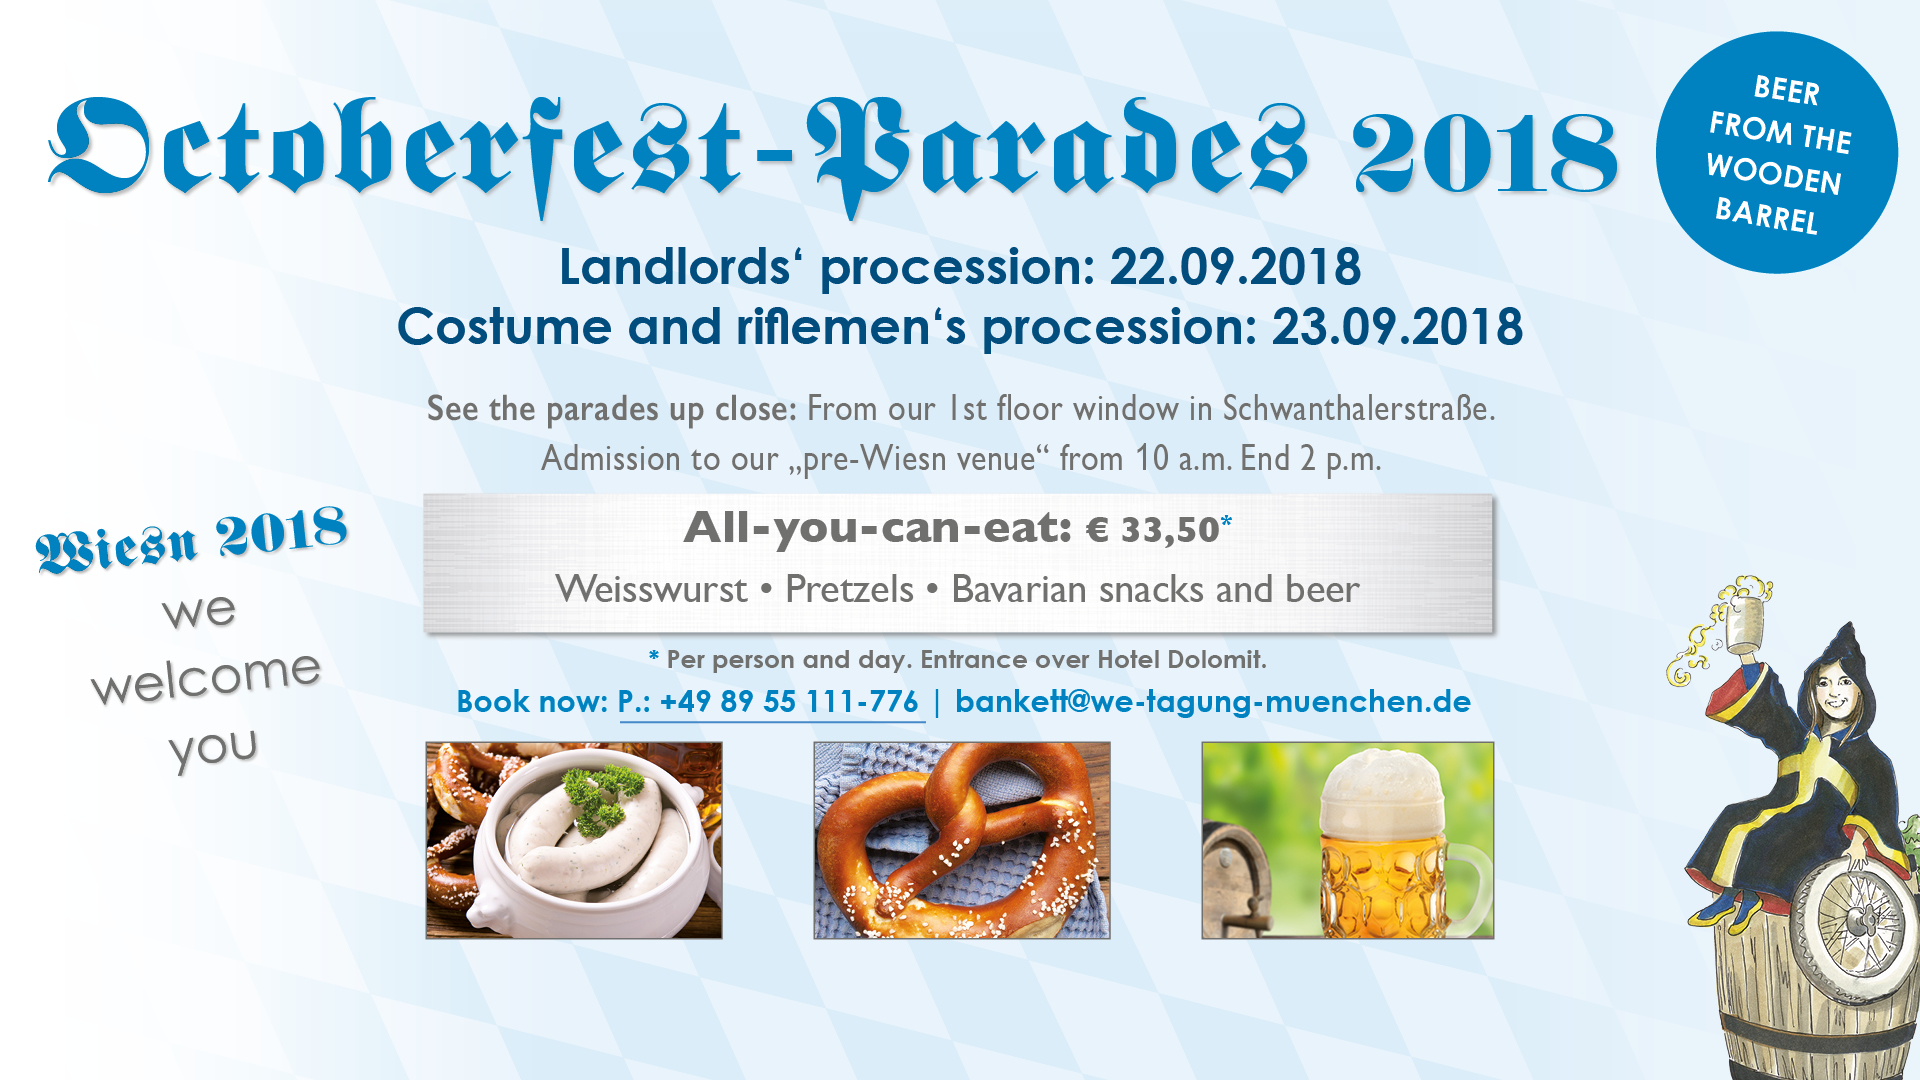 Octoberfest-Parades 2018
BEER
FROM THE
WOODEN
BARREL
Landlords‘ procession: 22.09.2018
Costume and riflemen‘s procession: 23.09.2018
See the parades up close: From our 1st floor window in Schwanthalerstraße.
Admission to our „pre-Wiesn venue“ from 10 a.m. End 2 p.m.
Wiesn 2018
we
welcome
you
All-you-can-eat: € 33,50*
Weisswurst • Pretzels • Bavarian snacks and beer
* Per person and day. Entrance over Hotel Dolomit.
Book now: P.: +49 89 55 111-776 | bankett@we-tagung-muenchen.de